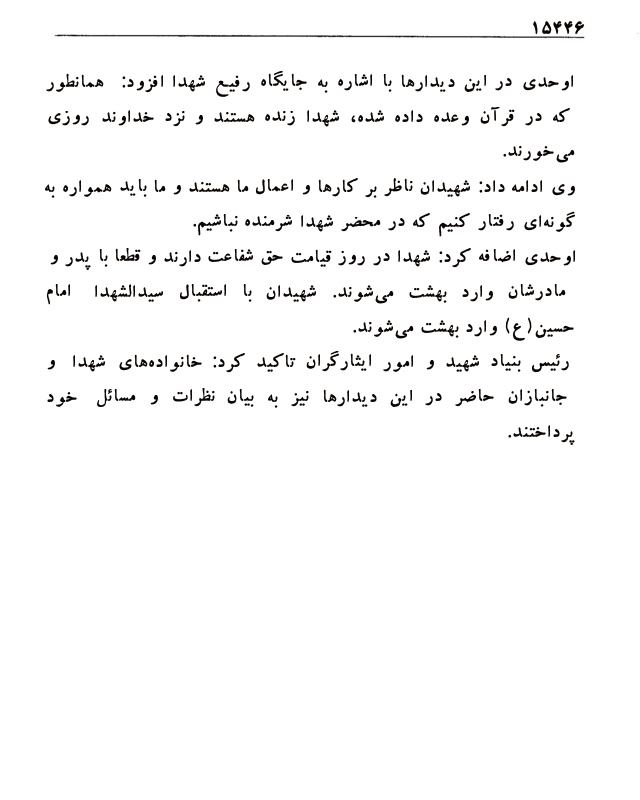 ۱۵۴۴۶
اوحدی در این دیدارها با اشاره به جایگاه رفیع شهدا افزود: همانطور
که در قرآن وعده داده شده، شهدا زنده هستند و نزد خداوند روزی
می‌خورند.
وی ادامه داد: شهیدان ناظر بر کارها و اعمال ما هستند و ما باید همواره به
گونه‌ای رفتار کنیم که در محضر شهدا شرمنده نباشیم.
اوحدی اضافه کرد: شهدا در روز قیامت حق شفاعت دارند و قطعا با پدر و
مادرشان وارد بهشت می‌شوند. شهیدان با استقبال سیدالشهدا امام
حسین(ع) وارد بهشت می‌شوند.
رئیس بنیاد شهید و امور ایثارگران تاکید کرد: خانواده‌های شهدا و
جانبازان حاضر در این دیدارها نیز به بیان نظرات و مسائل خود
پرداختند.